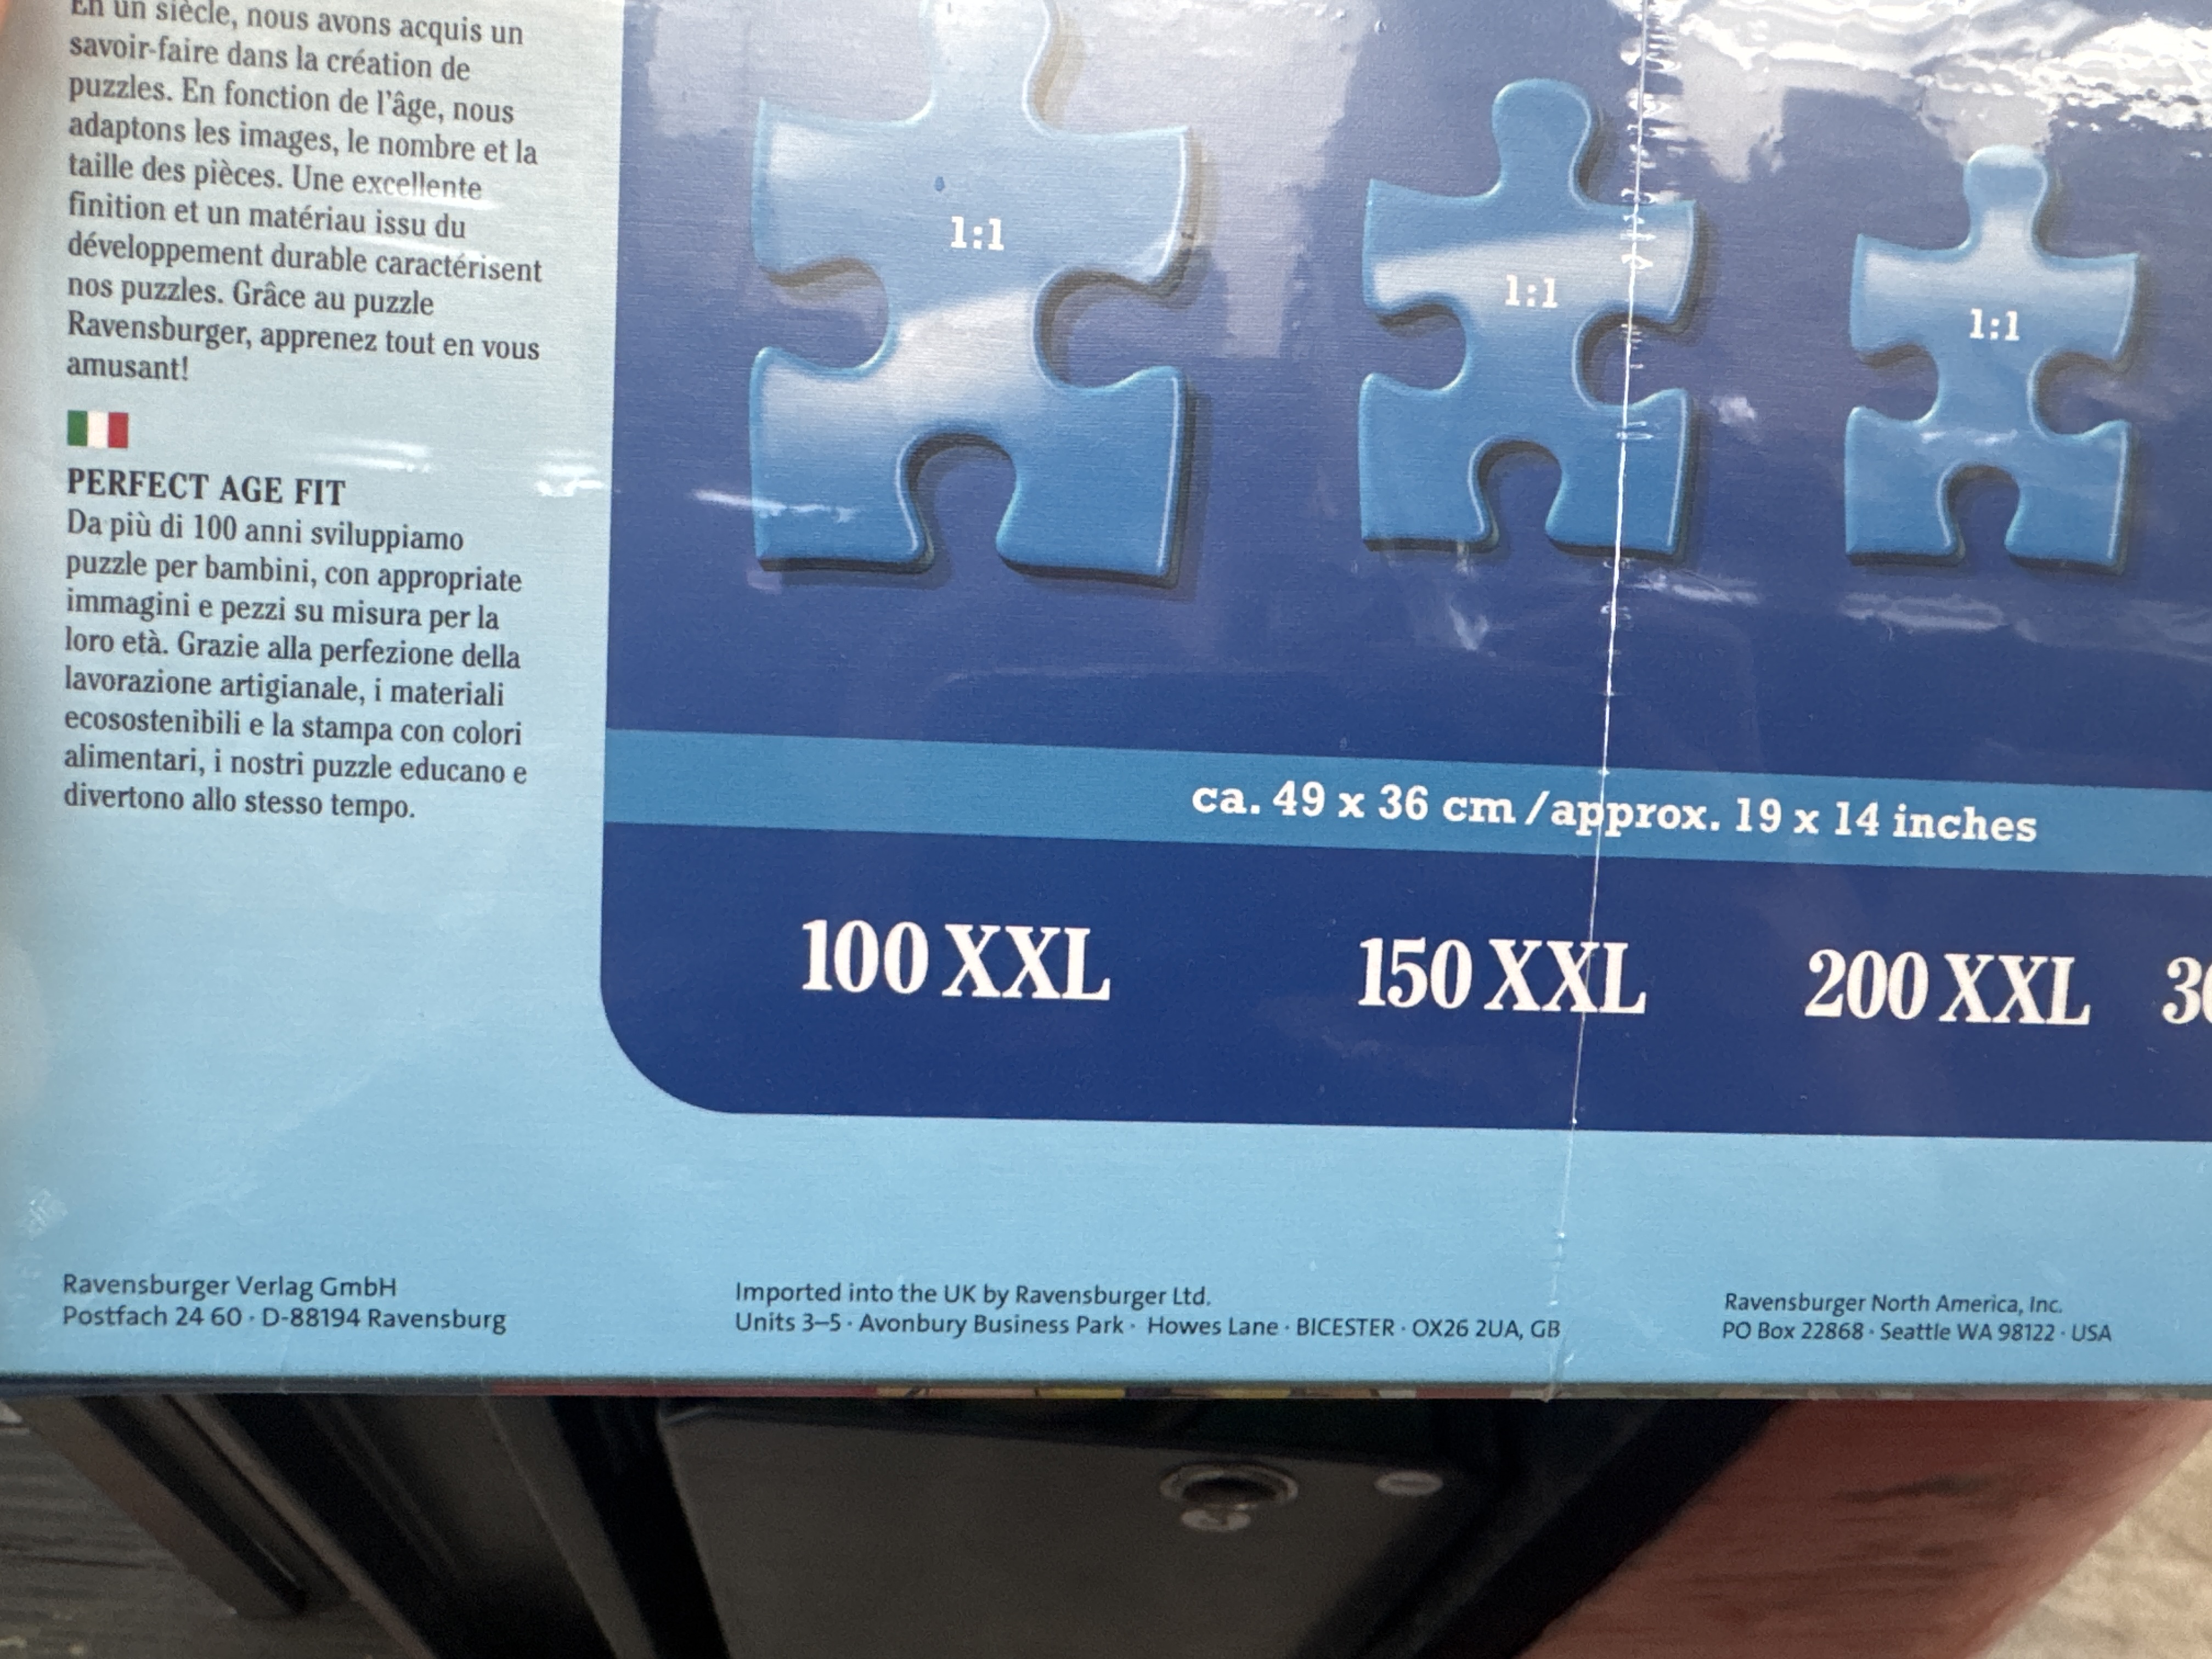 En un siècle, nous avons acquis un
savoir-faire dans la création de
puzzles. En fonction de l'âge, nous
adaptons les images, le nombre et la
taille des pièces. Une excellente
finition et un matériau issu du
développement durable caractérisent
nos puzzles. Grâce au puzzle
Ravensburger, apprenez tout en vous
amusant!
PERFECT AGE FIT
Da più di 100 anni sviluppiamo
puzzle per bambini, con appropriate
immagini e pezzi su misura per la
loro età. Grazie alla perfezione della
lavorazione artigianale, i materiali
ecosostenibili e la stampa con colori
alimentari, i nostri puzzle educano e
divertono allo stesso tempo.
1:1
1:1
1:1
ca. 49 x 36 cm/approx. 19 x 14 inches
100 XXL
150 XXL
200 XXL
Ravensburger Verlag GmbH
Postfach 24 60 · D-88194 Ravensburg
Imported into the UK by Ravensburger Ltd.
Units 3–5 · Avonbury Business Park · Howes Lane · BICESTER · OX26 2UA, GB
Ravensburger North America, Inc.
PO Box 22868 · Seattle WA 98122 · USA